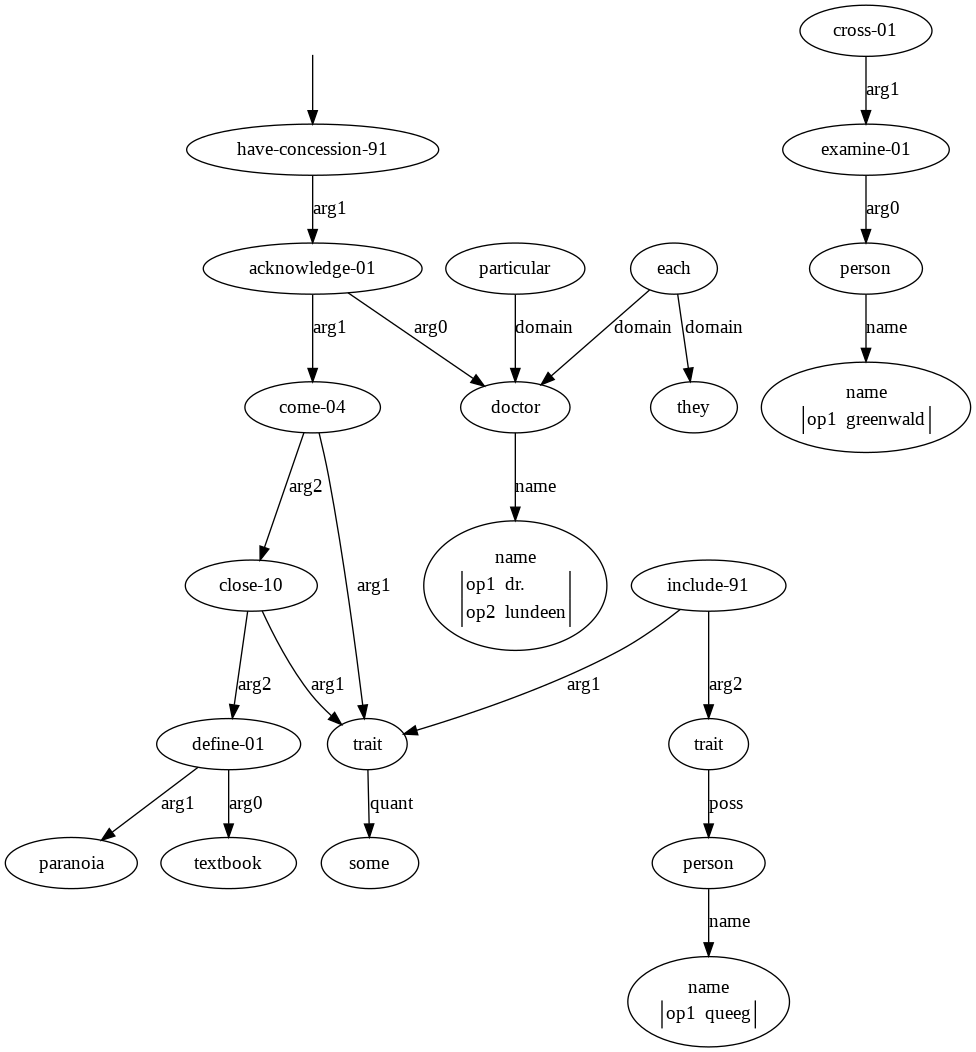 cross-01
arg1
have-concession-91
examine-01
arg1
arg0
acknowledge-01
particular
each
person
arg1
arg0
domain
domain
domain
name
come-04
doctor
they
name
op1 greenwald
arg2
name
close-10
arg1
name
op1 dr.
op2 lundeen
include-91
arg2
arg1
arg1
arg2
define-01
trait
trait
arg1
arg0
quant
poss
paranoia
textbook
some
person
name
name
op1 queeg